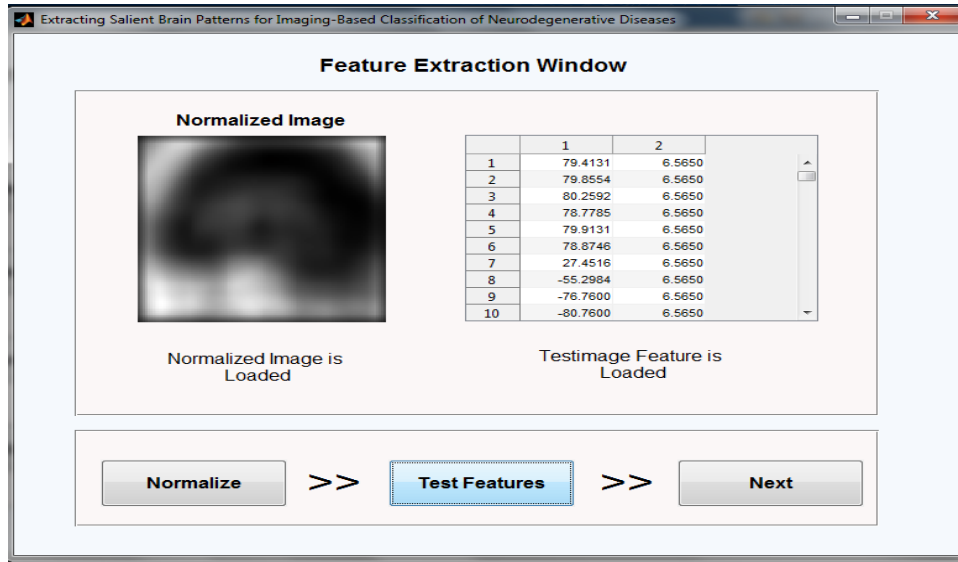 Extracting Salient Brain Patterns for Imaging-Based Classification of Neurodegenerative Diseases
Feature Extraction Window
Normalized Image
1 2
1 79.4131 6.5650
2 79.8554 6.5650
3 80.2592 6.5650
4 78.7785 6.5650
5 79.9131 6.5650
6 78.8746 6.5650
7 27.4516 6.5650
8 -55.2984 6.5650
9 -76.7600 6.5650
10 -80.7600 6.5650
Normalized Image is
Loaded
Testimage Feature is
Loaded
Normalize >> Test Features >> Next